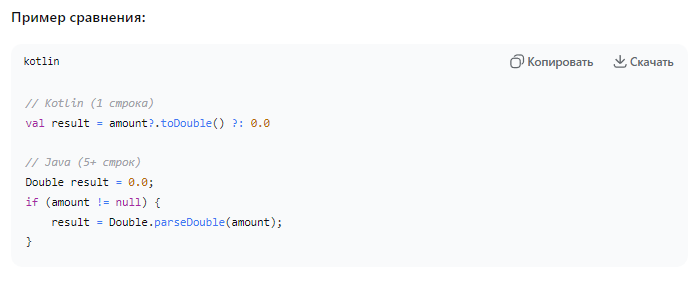 Пример сравнения:
kotlin
Копировать
Скачать
// Kotlin (1 строка)
val result = amount?.toDouble() ?: 0.0
// Java (5+ строк)
Double result = 0.0;
if (amount != null) {
    result = Double.parseDouble(amount);
}